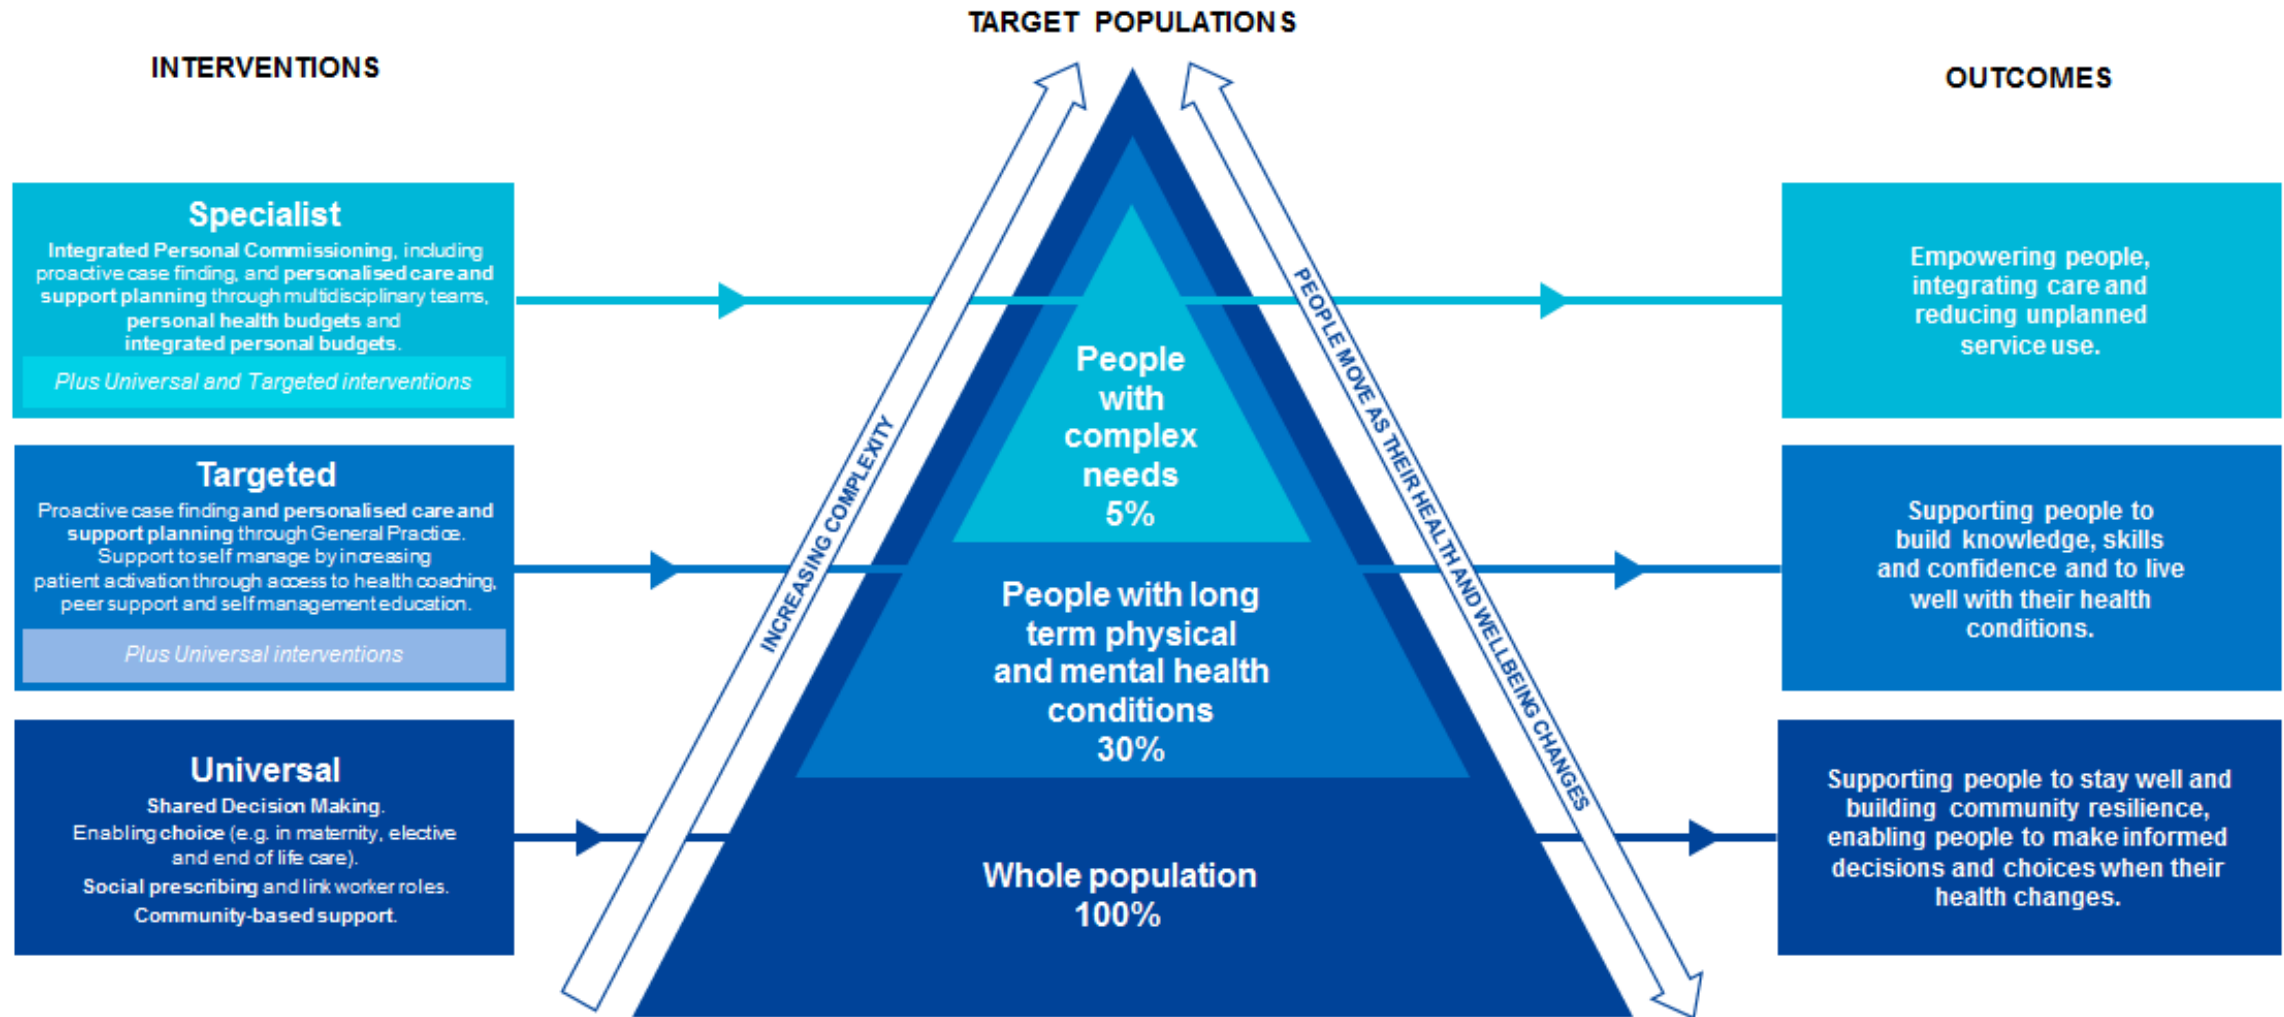 TARGET POPULATIONS
INTERVENTIONS
OUTCOMES
Specialist
Integrated Personal Commissioning, including
proactive case finding, and personalised care and
support planning through multidisciplinary teams,
personal health budgets and
integrated personal budgets.
Plus Universal and Targeted interventions
Targeted
Proactive case finding and personalised care and
support planning through General Practice.
Support to self manage by increasing
patient activation through access to health coaching,
peer support and self management education.
Plus Universal interventions
Universal
Shared Decision Making.
Enabling choice (e.g. in maternity, elective
and end of life care).
Social prescribing and link worker roles.
Community-based support.
INCREASING COMPLEXITY
People
with
complex
needs
5%
People with long
term physical
and mental health
conditions
30%
Whole population
100%
PEOPLE MOVE AS THEIR HEALTH AND WELLBEING CHANGES
Empowering people,
integrating care and
reducing unplanned
service use.
Supporting people to
build knowledge, skills
and confidence and to live
well with their health
conditions.
Supporting people to stay well and
building community resilience,
enabling people to make informed
decisions and choices when their
health changes.